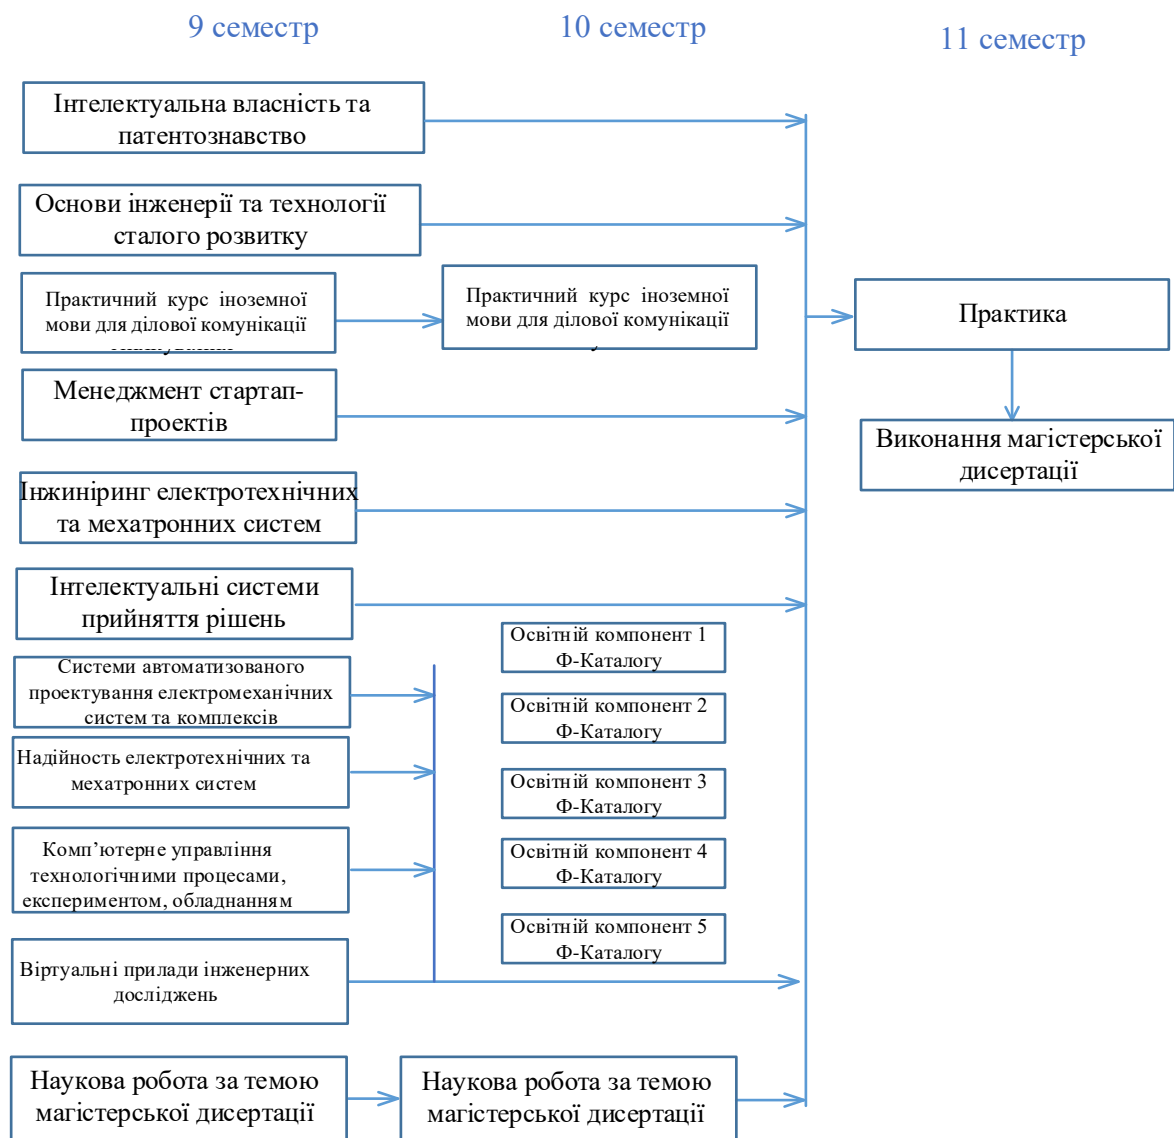 9 семестр
10 семестр
11 семестр
Інтелектуальна власність та
патентознавство
Основи інженерії та технології
сталого розвитку
Практичний курс іноземної
мови для ділової комунікації
Практичний курс іноземної
мови для ділової комунікації
Практика
Менеджмент стартап-
проектів
Виконання магістерської
дисертації
Інжиніринг електротехнічних
та мехатронних систем
Інтелектуальні системи
прийняття рішень
Освітній компонент 1
Ф-Каталогу
Системи автоматизованого
проектування електромеханічних
систем та комплексів
Освітній компонент 2
Ф-Каталогу
Надійність електротехнічних та
мехатронних систем
Освітній компонент 3
Ф-Каталогу
Комп’ютерне управління
технологічними процесами,
експериментом, обладнанням
Освітній компонент 4
Ф-Каталогу
Освітній компонент 5
Ф-Каталогу
Віртуальні прилади інженерних
досліджень
Наукова робота за темою
магістерської дисертації
Наукова робота за темою
магістерської дисертації